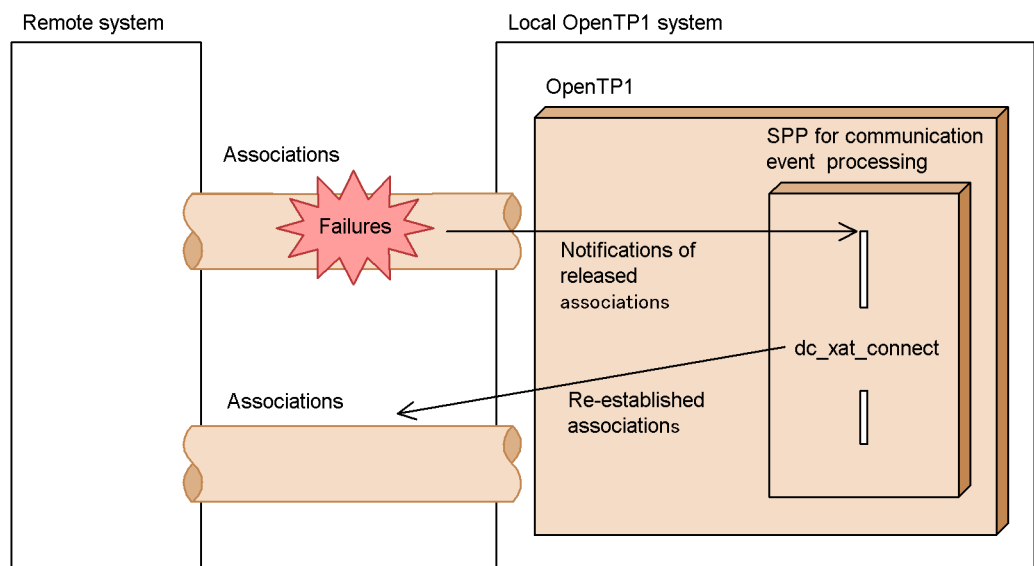 Remote system
Local OpenTP1 system
OpenTP1
SPP for communication
event processing
Associations
Failures
Notifications of
released
associations
dc_xat_connect
Associations
Re-established
associations